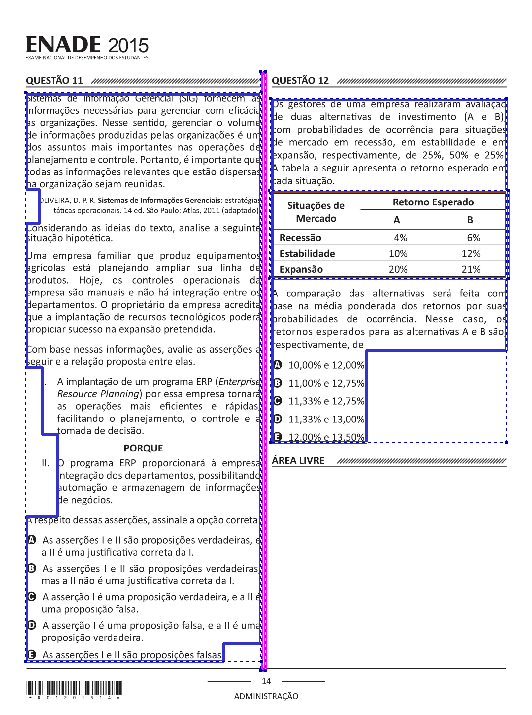 ENADE 2015
EXAME NACIONAL DE DESEMPENHO DOS ESTUDANTES
QUESTÃO 11
Sistemas de Informação Gerencial (SIG) fornecem as
informações necessárias para gerenciar com eficácia
as organizações. Nesse sentido, gerenciar o volume
de informações produzidas pelas organizações é um
dos assuntos mais importantes nas operações de
planejamento e controle. Portanto, é importante que
todas as informações relevantes que estão dispersas
na organização sejam reunidas.
OLIVEIRA, D. P. R. Sistemas de Informações Gerenciais: estratégias
táticas operacionais. 14 ed. São Paulo: Atlas, 2011 (adaptado).
Considerando as ideias do texto, analise a seguinte
situação hipotética.
Uma empresa familiar que produz equipamentos
agrícolas está planejando ampliar sua linha de
produtos. Hoje, os controles operacionais da
empresa são manuais e não há integração entre os
departamentos. O proprietário da empresa acredita
que a implantação de recursos tecnológicos poderá
propiciar sucesso na expansão pretendida.
Com base nessas informações, avalie as asserções a
seguir e a relação proposta entre elas.
I. A implantação de um programa ERP (Enterprise
Resource Planning) por essa empresa tornará
as operações mais eficientes e rápidas,
facilitando o planejamento, o controle e a
tomada de decisão.
PORQUE
II. O programa ERP proporcionará à empresa
integração dos departamentos, possibilitando
automação e armazenagem de informações
de negócios.
A respeito dessas asserções, assinale a opção correta.
A As asserções I e II são proposições verdadeiras, e
a II é uma justificativa correta da I.
B As asserções I e II são proposições verdadeiras,
mas a II não é uma justificativa correta da I.
C A asserção I é uma proposição verdadeira, e a II é
uma proposição falsa.
D A asserção I é uma proposição falsa, e a II é uma
proposição verdadeira.
E As asserções I e II são proposições falsas.
QUESTÃO 12
Os gestores de uma empresa realizaram avaliação
de duas alternativas de investimento (A e B),
com probabilidades de ocorrência para situações
de mercado em recessão, em estabilidade e em
expansão, respectivamente, de 25%, 50% e 25%.
A tabela a seguir apresenta o retorno esperado em
cada situação.
Situações de Mercado Retorno Esperado
A B
Recessão 4% 6%
Estabilidade 10% 12%
Expansão 20% 21%
A comparação das alternativas será feita com
base na média ponderada dos retornos por suas
probabilidades de ocorrência. Nesse caso, os
retornos esperados para as alternativas A e B são,
respectivamente, de
A 10,00% e 12,00%
B 11,00% e 12,75%
C 11,33% e 12,75%
D 11,33% e 13,00%
E 12,00% e 13,50%
ÁREA LIVRE
14
ADMINISTRAÇÃO